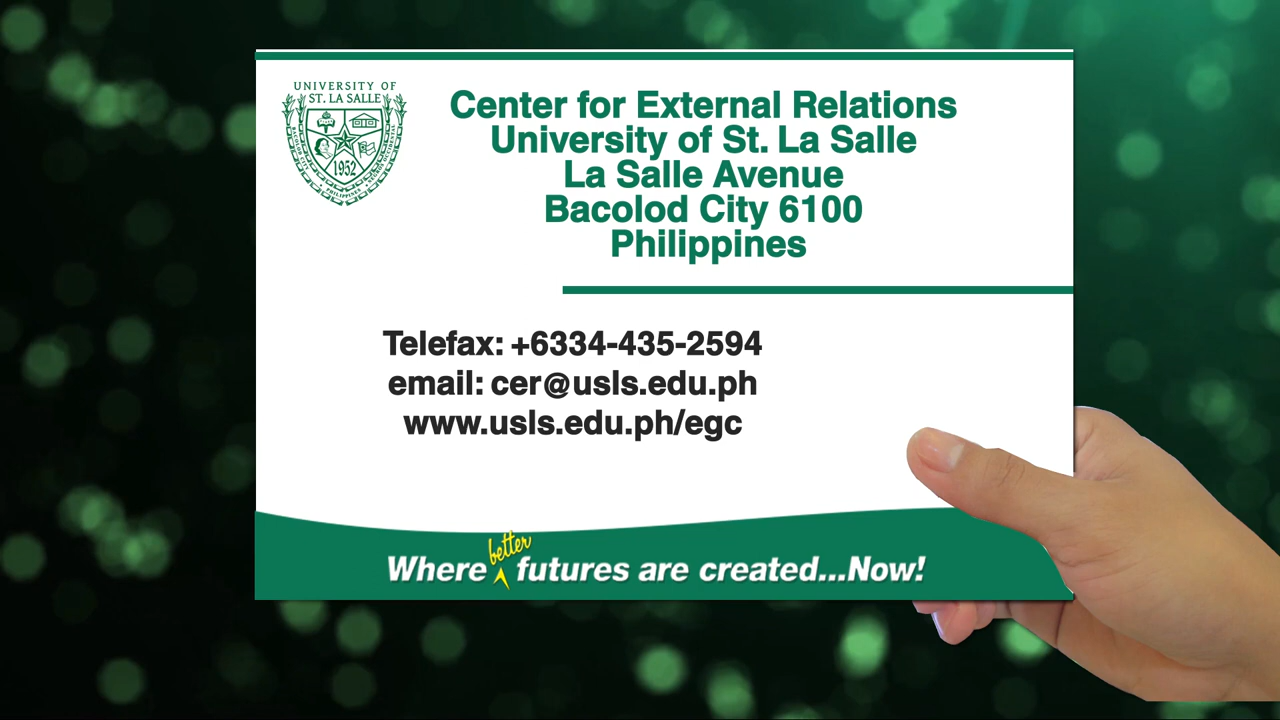 UNIVERSITY OF
ST. LA SALLE
1952
PHILIPPINES
Center for External Relations
University of St. La Salle
La Salle Avenue
Bacolod City 6100
Philippines
Telefax: +6334-435-2594
email: cer@usls.edu.ph
www.usls.edu.ph/egc
Where better futures are created...Now!